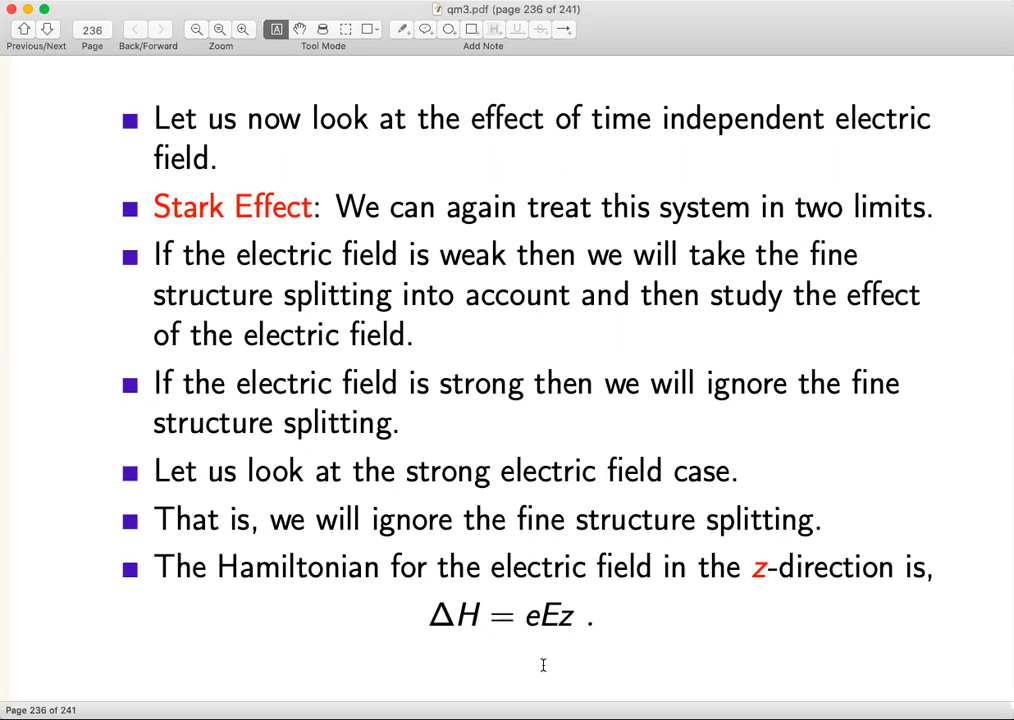 qm3.pdf (page 236 of 241)
236
A
H
U
S
Previous/Next
Page
Back/Forward
Zoom
Tool Mode
Add Note
Let us now look at the effect of time independent electric
field.
Stark Effect: We can again treat this system in two limits.
If the electric field is weak then we will take the fine
structure splitting into account and then study the effect
of the electric field.
If the electric field is strong then we will ignore the fine
structure splitting.
Let us look at the strong electric field case.
That is, we will ignore the fine structure splitting.
The Hamiltonian for the electric field in the z-direction is,
ΔH = eEz .
Page 236 of 241